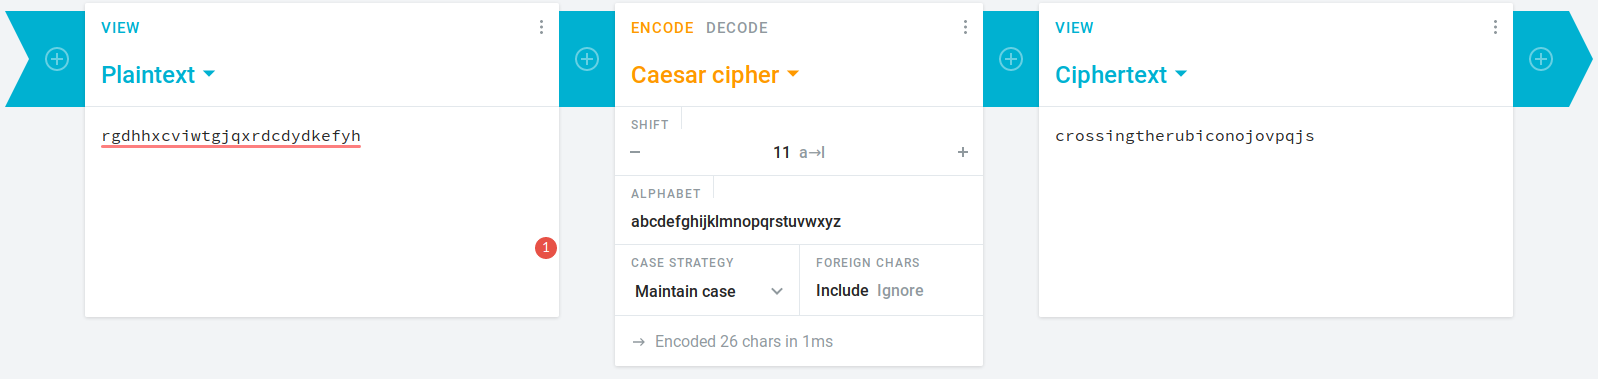 VIEW
Plaintext
rgdhhxcviwtgjqxrdcdydkefyh
1
ENCODE DECODE
Caesar cipher
SHIFT
− 11 a→l +
ALPHABET
abcdefghijklmnopqrstuvwxyz
CASE STRATEGY
Maintain case
FOREIGN CHARS
Include Ignore
→ Encoded 26 chars in 1ms
VIEW
Ciphertext
crossingtherubiconojovpqjs